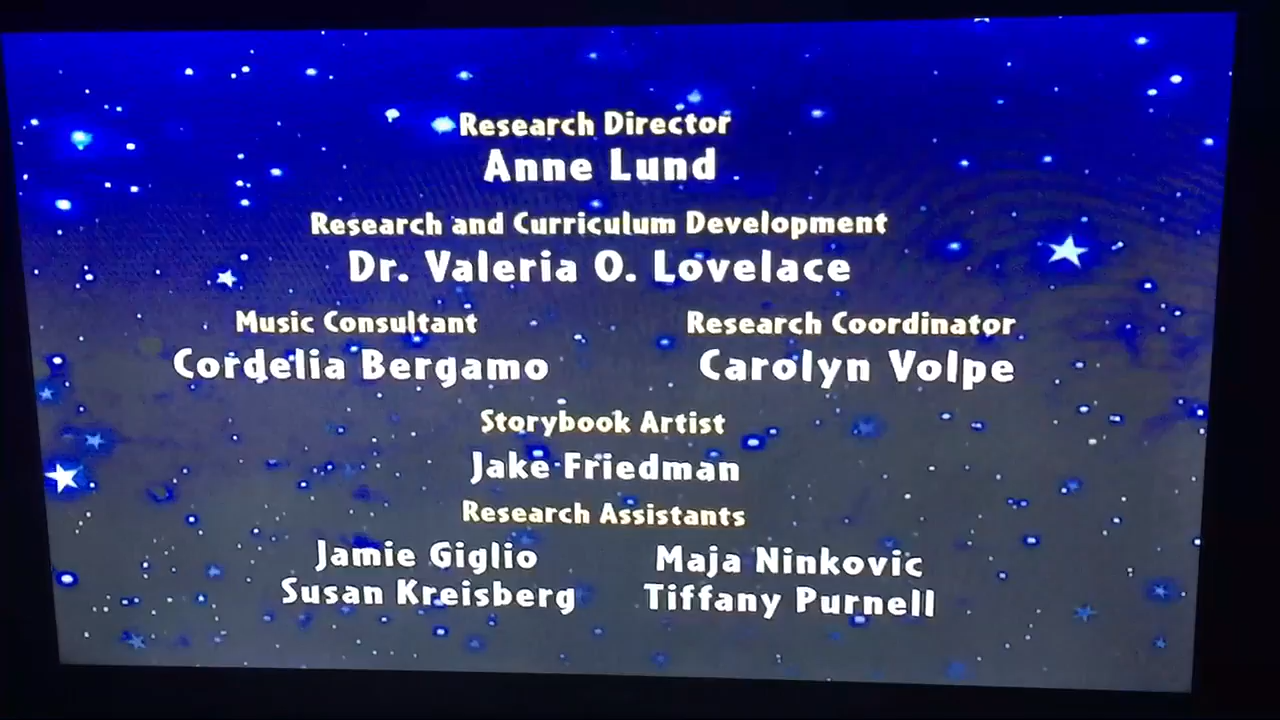 Research Director
Anne Lund
Research and Curriculum Development
Dr. Valeria O. Lovelace
Music Consultant
Cordelia Bergamo
Research Coordinator
Carolyn Volpe
Storybook Artist
Jake Friedman
Research Assistants
Jamie Giglio
Maja Ninkovic
Susan Kreisberg
Tiffany Purnell